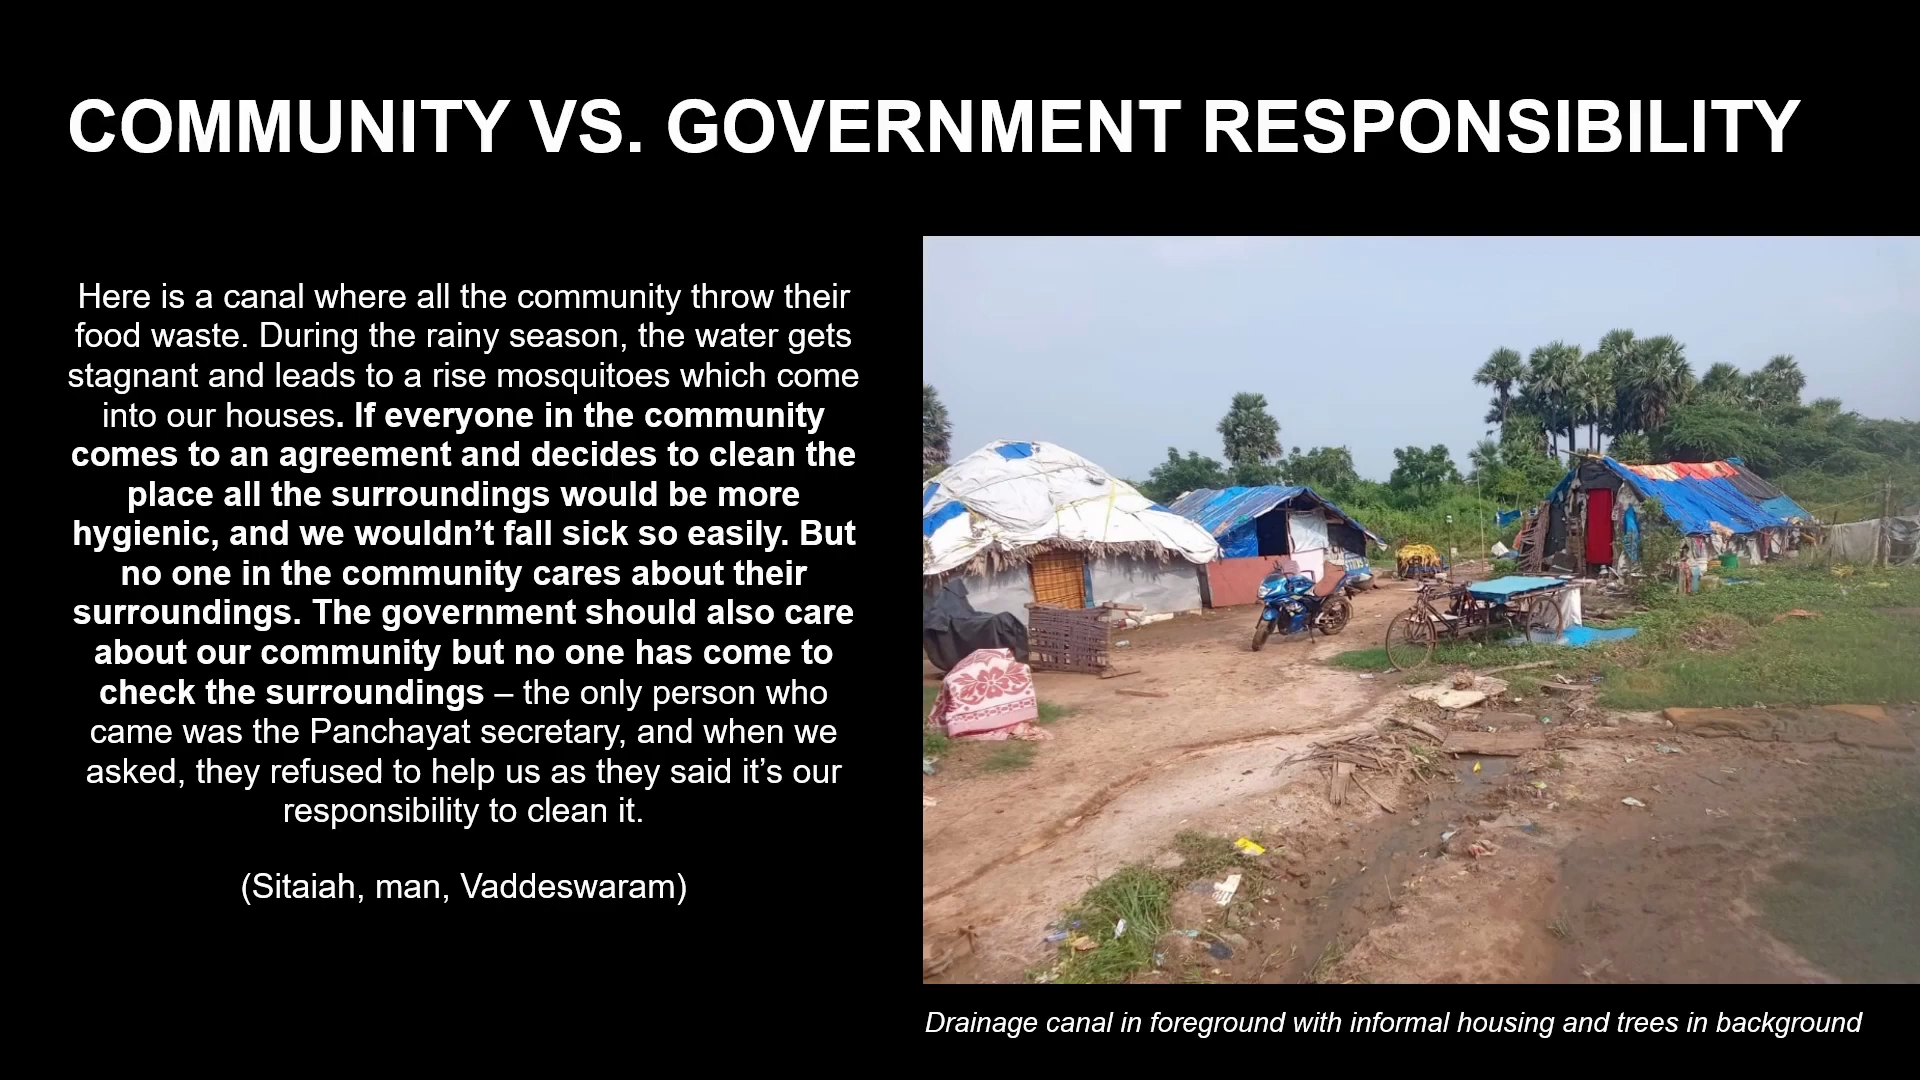 COMMUNITY VS. GOVERNMENT RESPONSIBILITY
Here is a canal where all the community throw their
food waste. During the rainy season, the water gets
stagnant and leads to a rise mosquitoes which come
into our houses. If everyone in the community
comes to an agreement and decides to clean the
place all the surroundings would be more
hygienic, and we wouldn’t fall sick so easily. But
no one in the community cares about their
surroundings. The government should also care
about our community but no one has come to
check the surroundings – the only person who
came was the Panchayat secretary, and when we
asked, they refused to help us as they said it’s our
responsibility to clean it.
(Sitaiah, man, Vaddeswaram)
Drainage canal in foreground with informal housing and trees in background